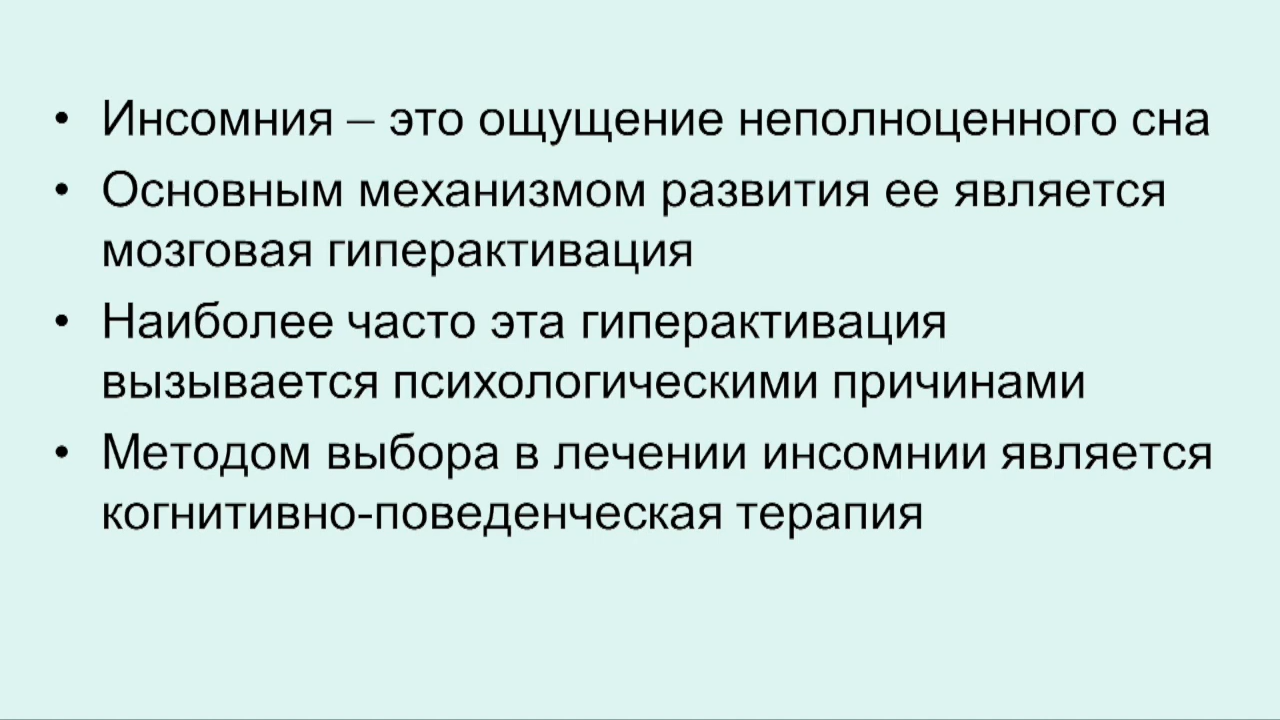 • Инсомния – это ощущение неполноценного сна
• Основным механизмом развития ее является
мозговая гиперактивация
• Наиболее часто эта гиперактивация
вызывается психологическими причинами
• Методом выбора в лечении инсомнии является
когнитивно-поведенческая терапия